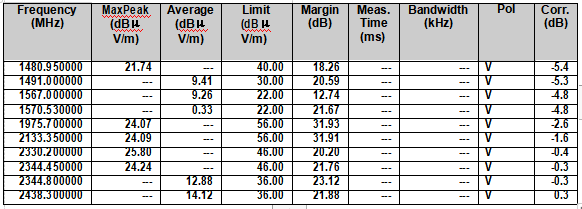 Frequency (MHz) MaxPeak (dBµ V/m) Average (dBµ V/m) Limit (dBµ V/m) Margin (dB) Meas. Time (ms) Bandwidth (kHz) Pol Corr. (dB)
1480.950000 21.74 --- 40.00 18.26 --- --- V -5.4
1491.000000 --- 9.41 30.00 20.59 --- --- V -5.3
1567.000000 --- 9.26 22.00 12.74 --- --- V -4.8
1570.530000 --- 0.33 22.00 21.67 --- --- V -4.8
1975.700000 24.07 --- 56.00 31.93 --- --- V -2.6
2133.350000 24.09 --- 56.00 31.91 --- --- V -1.6
2330.200000 25.80 --- 46.00 20.20 --- --- V -0.4
2344.450000 24.24 --- 46.00 21.76 --- --- V -0.3
2344.800000 --- 12.88 36.00 23.12 --- --- V -0.3
2438.300000 --- 14.12 36.00 21.88 --- --- V 0.3